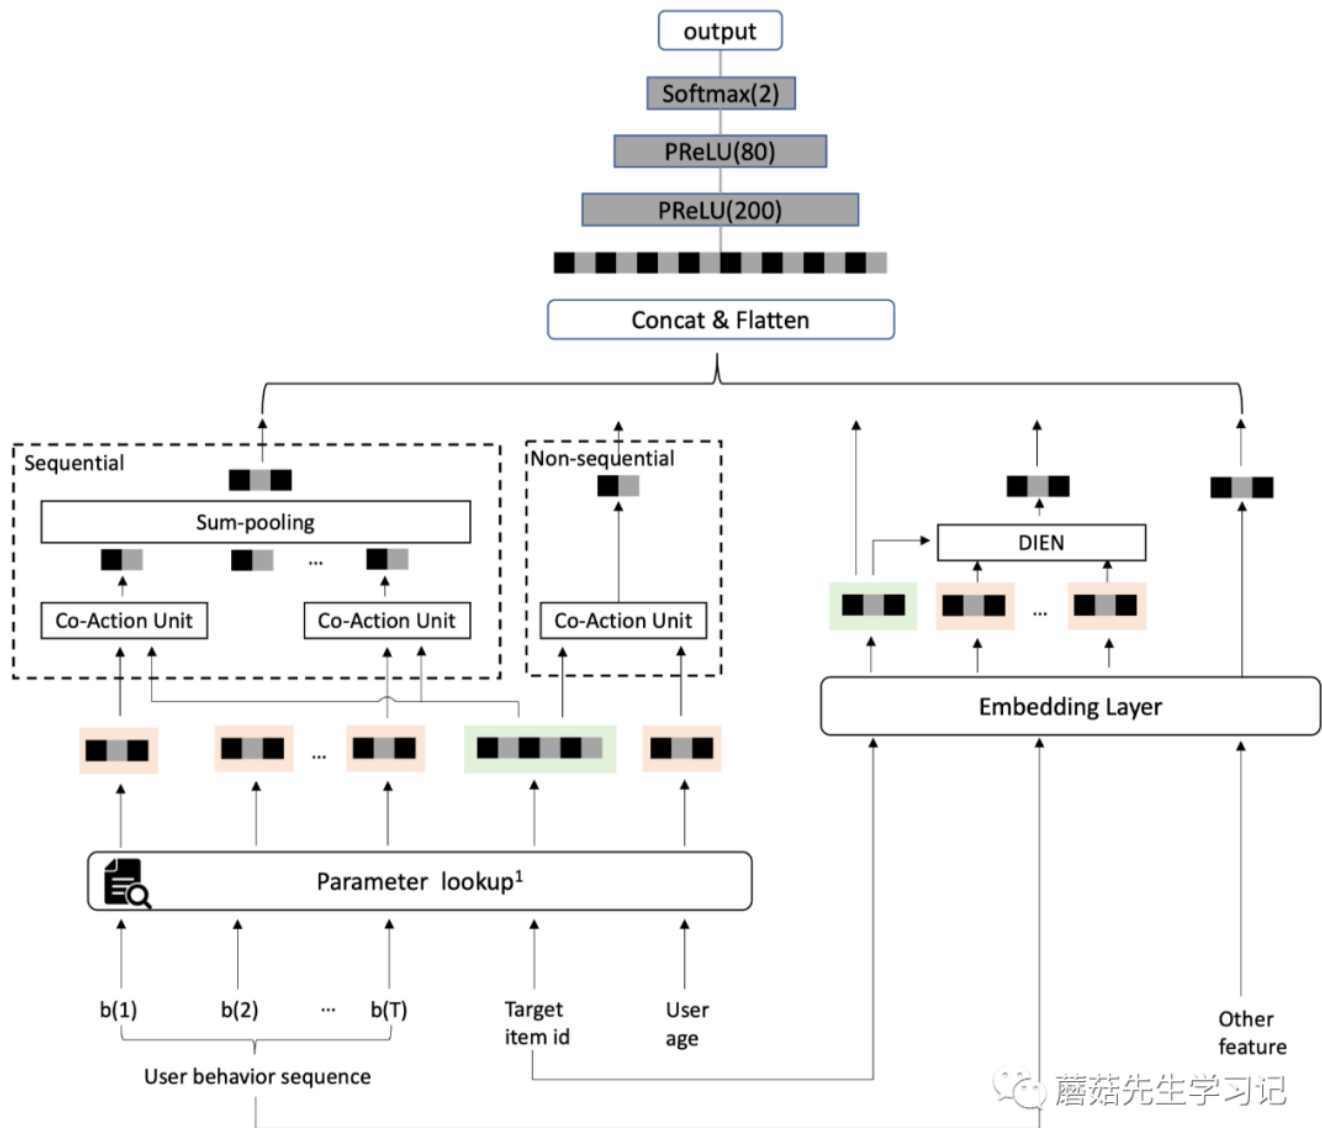 output
Softmax(2)
PReLU(80)
PReLU(200)
Concat & Flatten
Sequential
Non-sequential
Sum-pooling
DIEN
...
...
Co-Action Unit
Co-Action Unit
Co-Action Unit
Embedding Layer
...
Parameter lookup¹
b(1)
b(2)
...
b(T)
Target
item id
User
age
Other
feature
User behavior sequence
蘑菇先生学习记